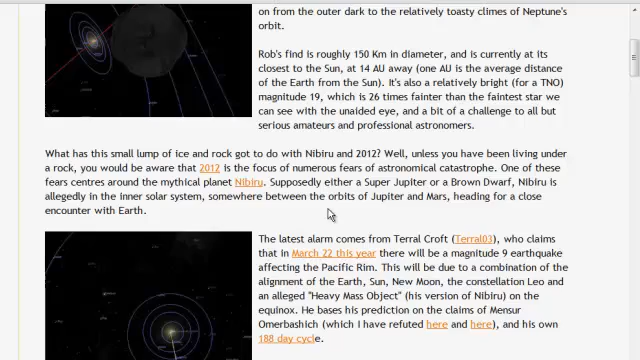 on from the outer dark to the relatively toasty climes of Neptune's
orbit.
Rob's find is roughly 150 Km in diameter, and is currently at its
closest to the Sun, at 14 AU away (one AU is the average distance
of the Earth from the Sun). It's also a relatively bright (for a TNO)
magnitude 19, which is 26 times fainter than the faintest star we
can see with the unaided eye, and a bit of a challenge to all but
serious amateurs and professional astronomers.
What has this small lump of ice and rock got to do with Nibiru and 2012? Well, unless you have been living under
a rock, you would be aware that 2012 is the focus of numerous fears of astronomical catastrophe. One of these
fears centres around the mythical planet Nibiru. Supposedly either a Super Jupiter or a Brown Dwarf, Nibiru is
allegedly in the inner solar system, somewhere between the orbits of Jupiter and Mars, heading for a close
encounter with Earth.
The latest alarm comes from Terral Croft (Terral03), who claims
that in March 22 this year there will be a magnitude 9 earthquake
affecting the Pacific Rim. This will be due to a combination of the
alignment of the Earth, Sun, New Moon, the constellation Leo and
an alleged "Heavy Mass Object" (his version of Nibiru) on the
equinox. He bases his prediction on the claims of Mensur
Omerbashich (which I have refuted here and here), and his own
188 day cycle.